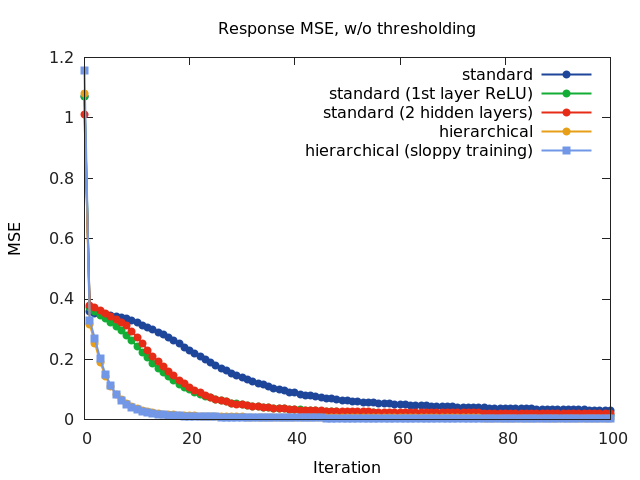 Response MSE, w/o thresholding
1.2
1
0.8
0.6
0.4
0.2
0
MSE
standard
standard (1st layer ReLU)
standard (2 hidden layers)
hierarchical
hierarchical (sloppy training)
0 20 40 60 80 100
Iteration